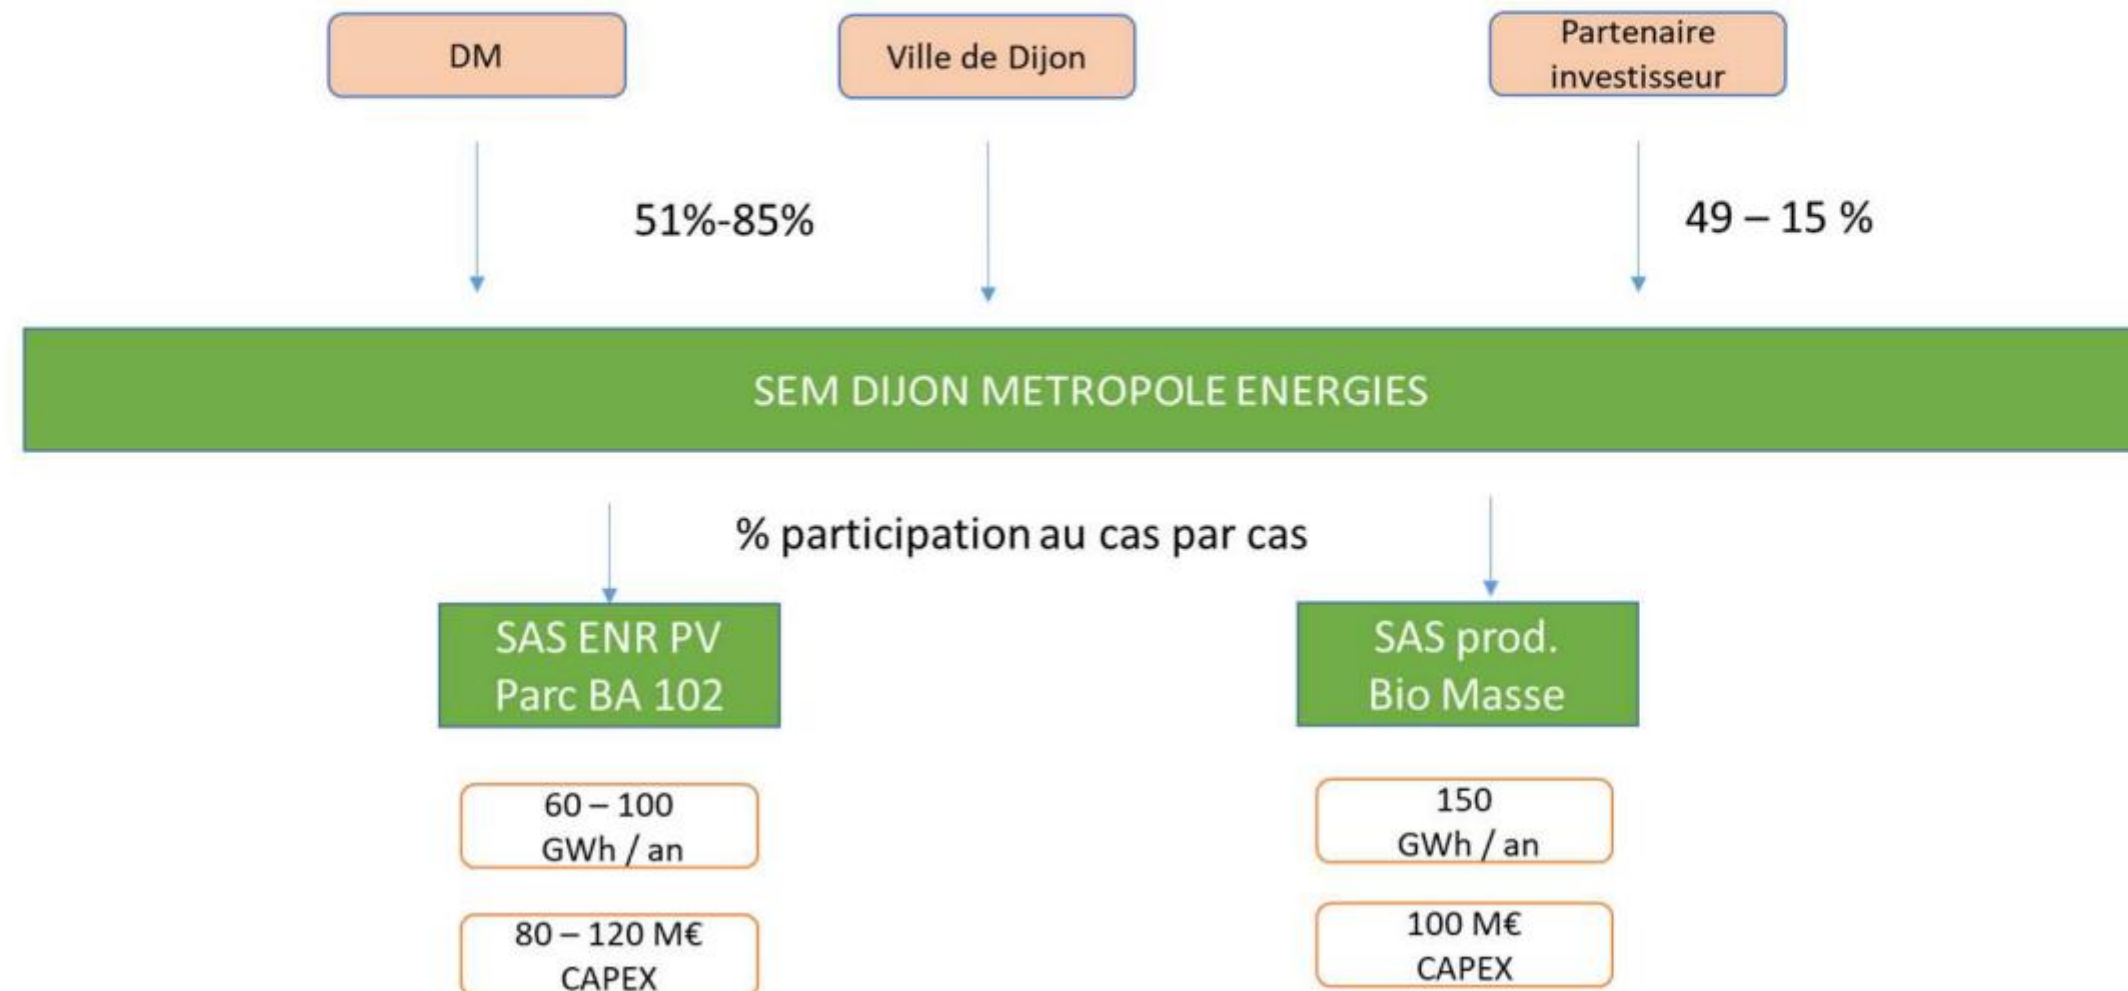 DM
Ville de Dijon
Partenaire
investisseur
51%-85%
49 – 15 %
SEM DIJON METROPOLE ENERGIES
% participation au cas par cas
SAS ENR PV
Parc BA 102
SAS prod.
Bio Masse
60 – 100
GWh / an
150
GWh / an
80 – 120 M€
CAPEX
100 M€
CAPEX